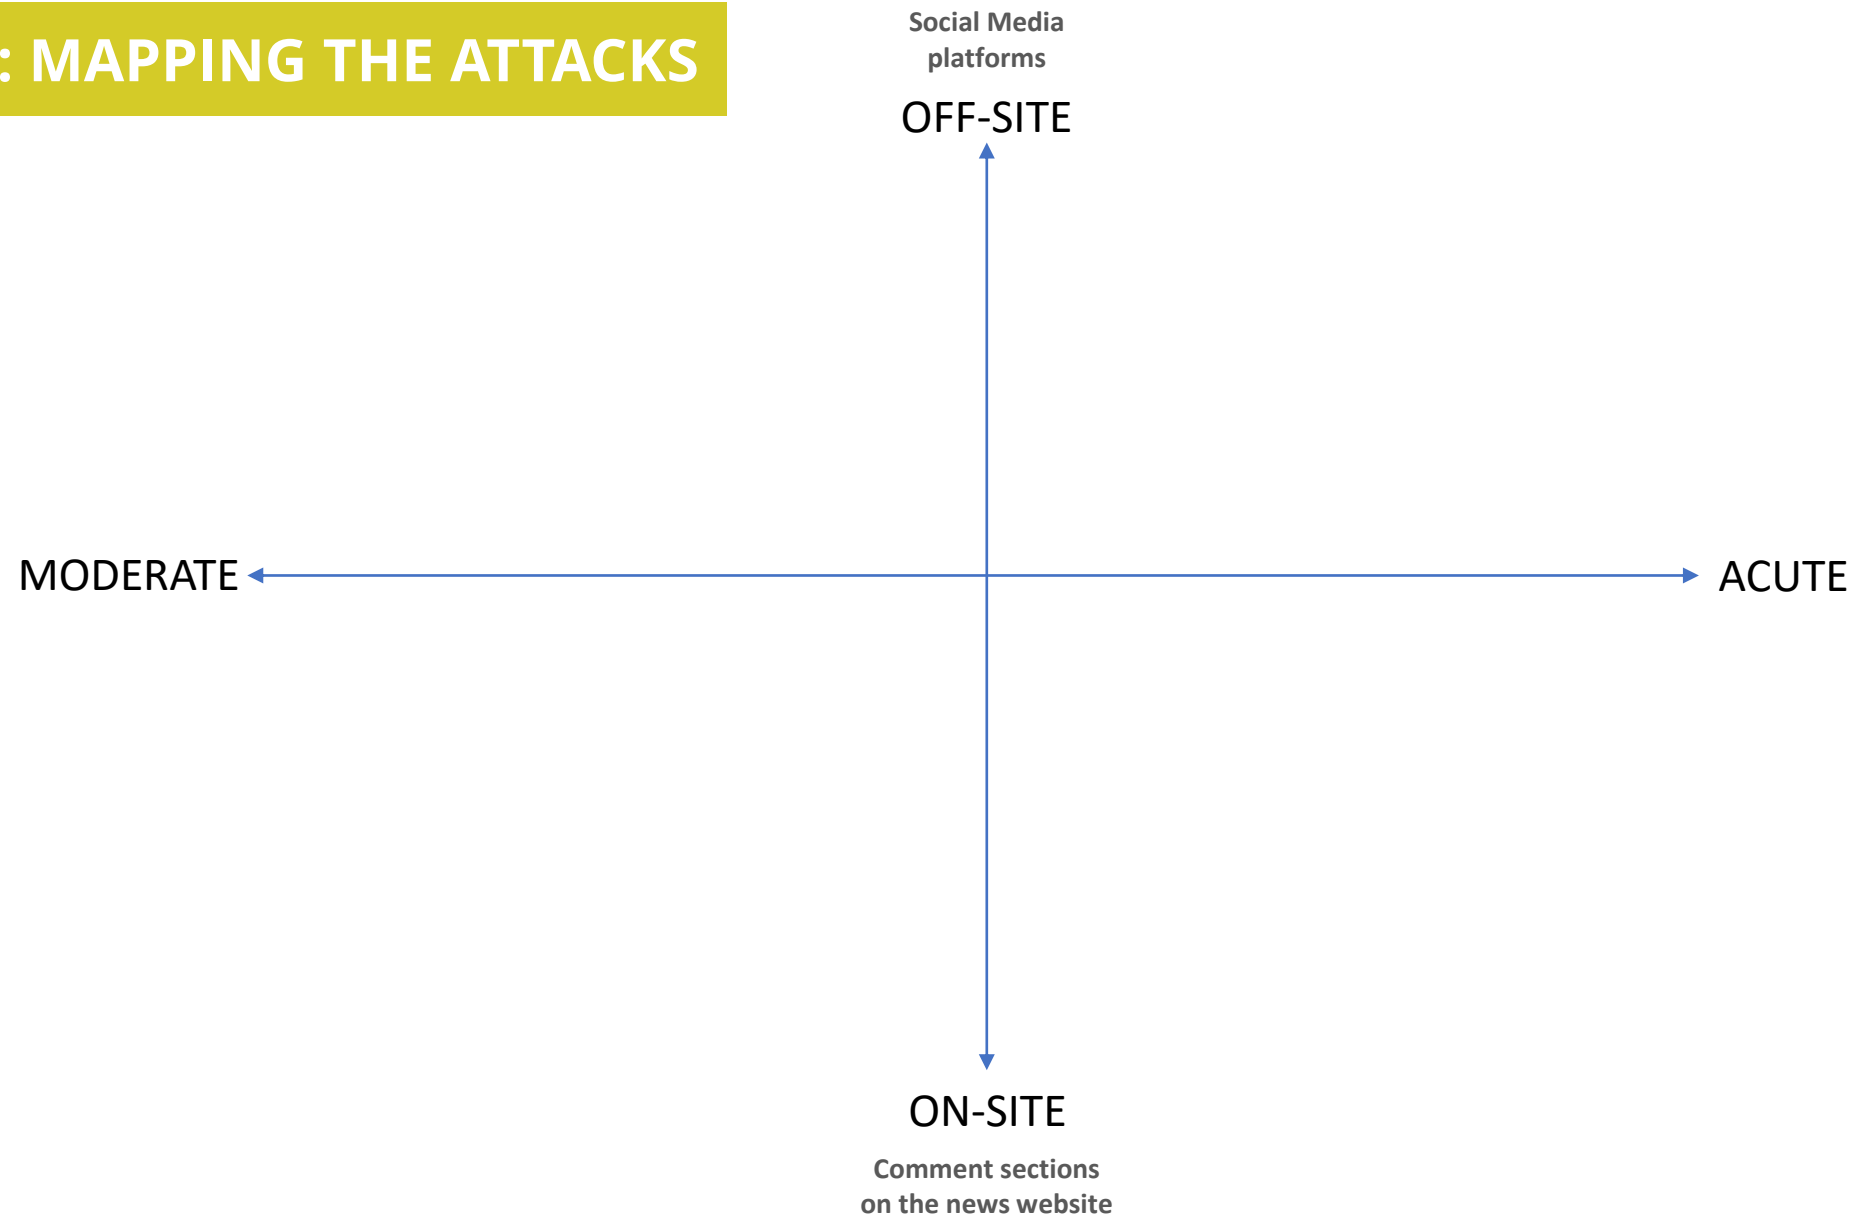 : MAPPING THE ATTACKS
Social Media
platforms
OFF-SITE
MODERATE
ACUTE
ON-SITE
Comment sections
on the news website